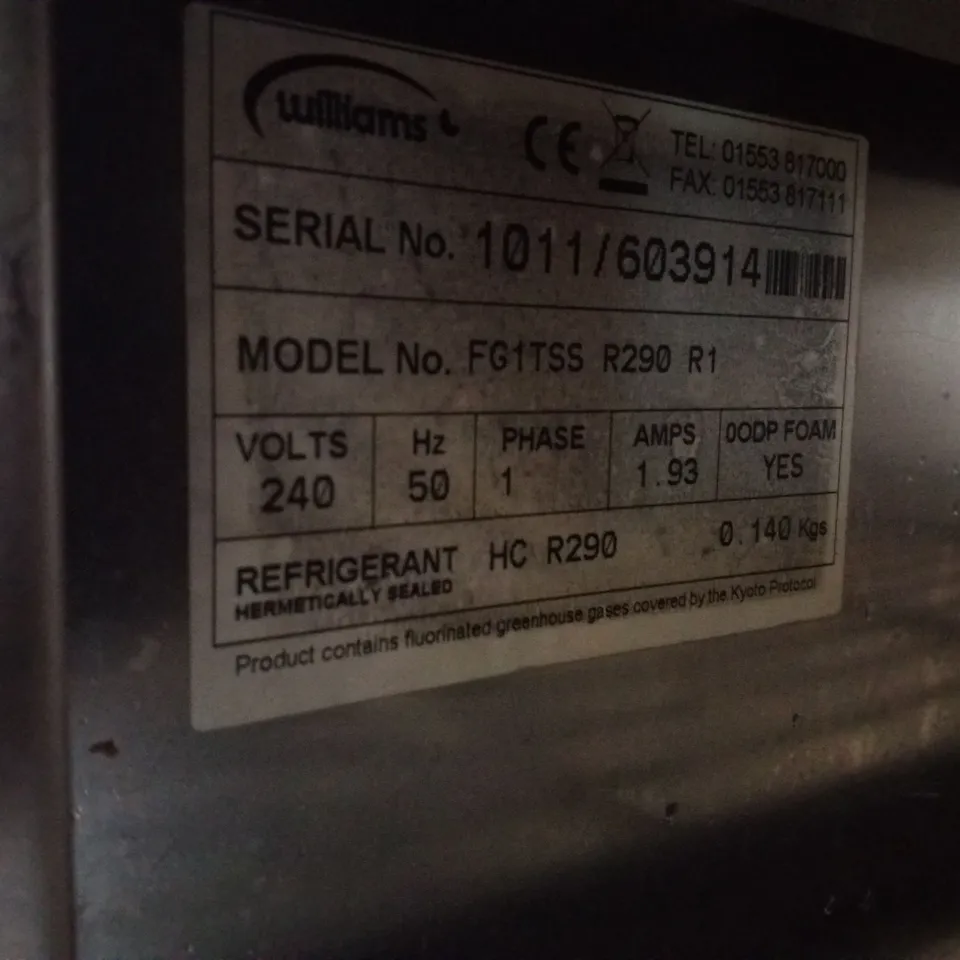 williams
CE
TEL: 01553 817000
FAX: 01553 817111
SERIAL No. 1011/603914
MODEL No. FG1TSS R290 R1
VOLTS Hz PHASE AMPS 0ODP FOAM
240 50 1 1.93 YES
REFRIGERANT HC R290 0.140 Kgs
HERMETICALLY SEALED
Product contains fluorinated greenhouse gases covered by the Kyoto Protocol